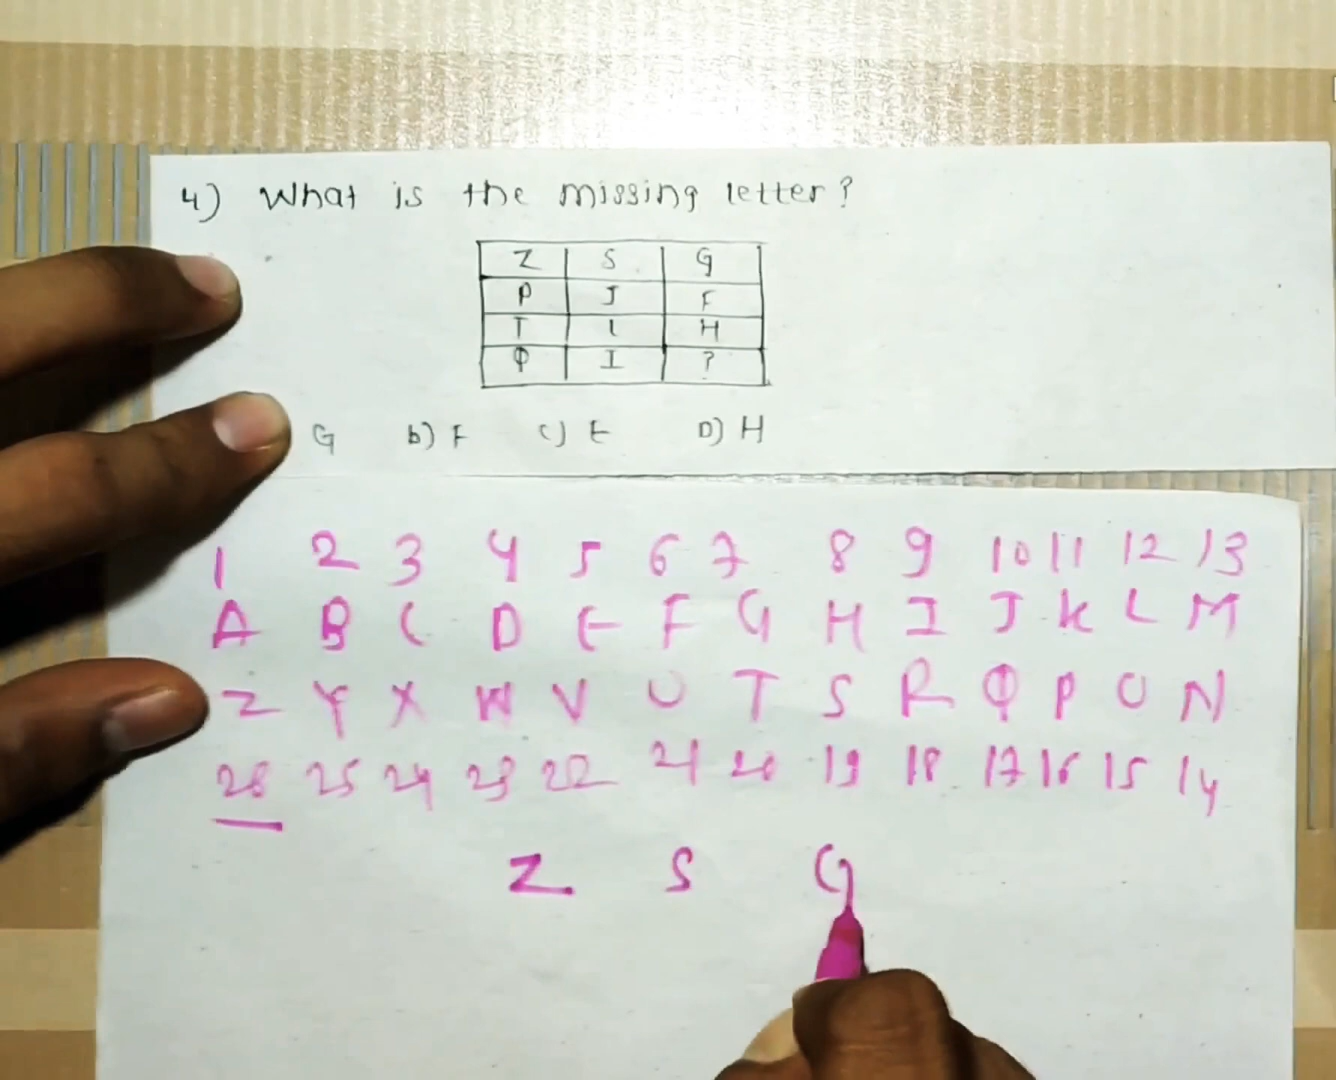 4) What is the missing letter?
Z S G
P J F
T L H
Q I ?
G b) F C) E D) H
1 2 3 4 5 6 7 8 9 10 11 12 13
A B C D E F G H I J K L M
Z Y X W V U T S R Q P O N
26 25 24 23 22 21 20 19 18 17 16 15 14
Z S G